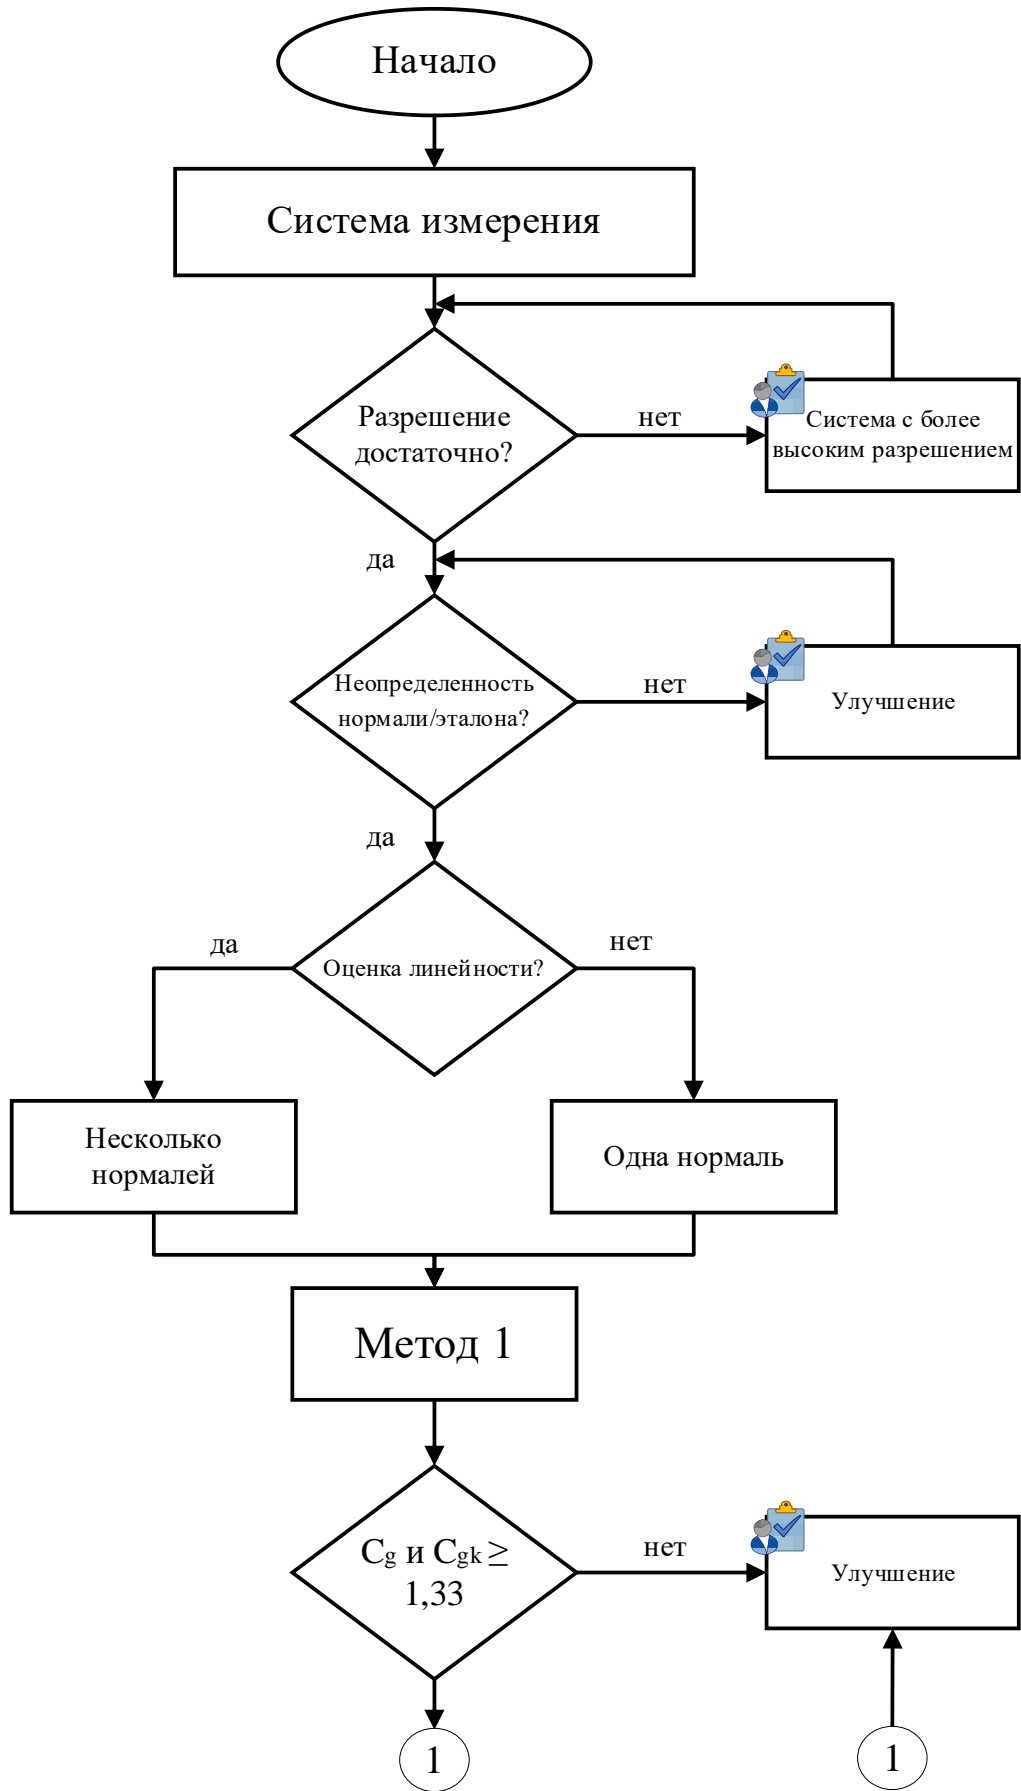 Начало
Система измерения
Разрешение
достаточно?
нет
Система с более
высоким разрешением
да
Неопределенность
нормали/эталона?
нет
Улучшение
да
да
Оценка линейности?
нет
Несколько
нормалей
Одна нормаль
Метод 1
Cg и Cgk ≥
1,33
нет
Улучшение
1
1